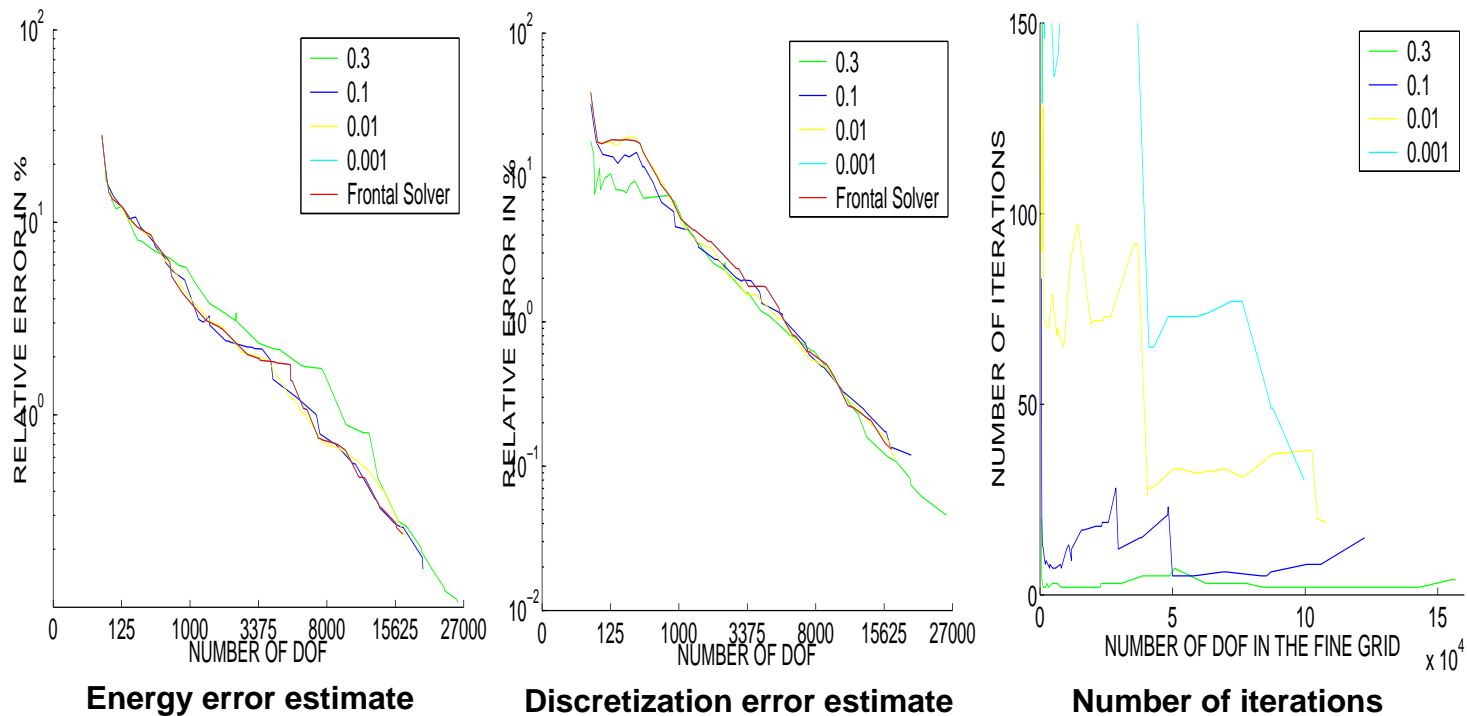 10^2
10^1
10^0
RELATIVE ERROR IN %
0 125 1000 3375 8000 15625 27000
NUMBER OF DOF
0.3
0.1
0.01
0.001
Frontal Solver
Energy error estimate
10^2
10^1
10^0
10^-1
10^-2
RELATIVE ERROR IN %
0 125 1000 3375 8000 15625 27000
NUMBER OF DOF
0.3
0.1
0.01
0.001
Frontal Solver
Discretization error estimate
150
100
50
0
NUMBER OF ITERATIONS
0 5 10 15
x 10^4
NUMBER OF DOF IN THE FINE GRID
0.3
0.1
0.01
0.001
Number of iterations